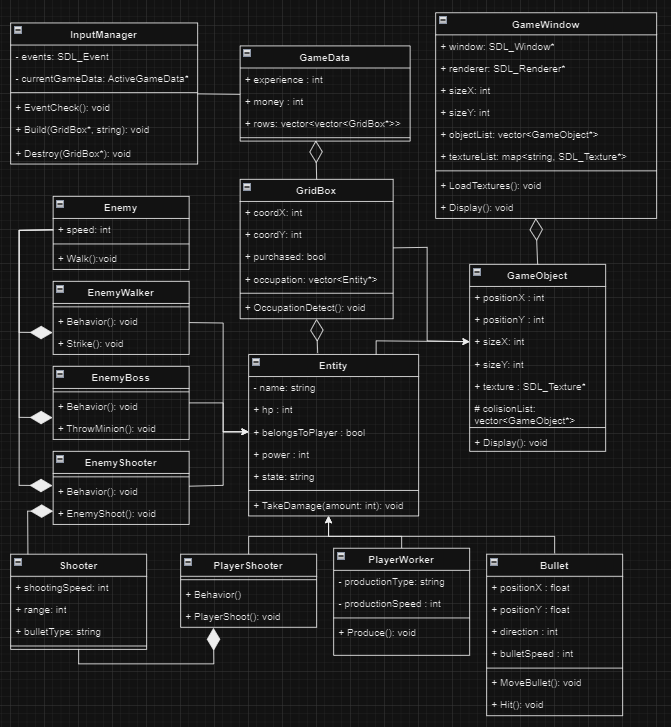 InputManager
- events: SDL_Event
- currentGameData: ActiveGameData*
+ EventCheck(): void
+ Build(GridBox*, string): void
+ Destroy(GridBox*): void
GameData
+ experience : int
+ money : int
+ rows: vector<vector<GridBox*>>
GameWindow
+ window: SDL_Window*
+ renderer: SDL_Renderer*
+ sizeX: int
+ sizeY: int
+ objectList: vector<GameObject*>
+ textureList: map<string, SDL_Texture*>
+ LoadTextures(): void
+ Display(): void
Enemy
+ speed: int
+ Walk():void
GridBox
+ coordX: int
+ coordY: int
+ purchased: bool
+ occupation: vector<Entity*>
+ OccupationDetect(): void
GameObject
+ positionX : int
+ positionY : int
+ sizeX: int
+ sizeY: int
+ texture : SDL_Texture*
# colisionList:
vector<GameObject*>
+ Display(): void
EnemyWalker
+ Behavior(): void
+ Strike(): void
EnemyBoss
+ Behavior(): void
+ ThrowMinion(): void
EnemyShooter
+ Behavior(): void
+ EnemyShoot(): void
Entity
- name: string
+ hp : int
+ belongsToPlayer : bool
+ power : int
+ state: string
+ TakeDamage(amount: int): void
Shooter
+ shootingSpeed: int
+ range: int
+ bulletType: string
PlayerShooter
+ Behavior()
+ PlayerShoot(): void
PlayerWorker
- productionType: string
- productionSpeed : int
+ Produce(): void
Bullet
+ positionX : float
+ positionY : float
+ direction : int
+ bulletSpeed : int
+ MoveBullet(): void
+ Hit(): void